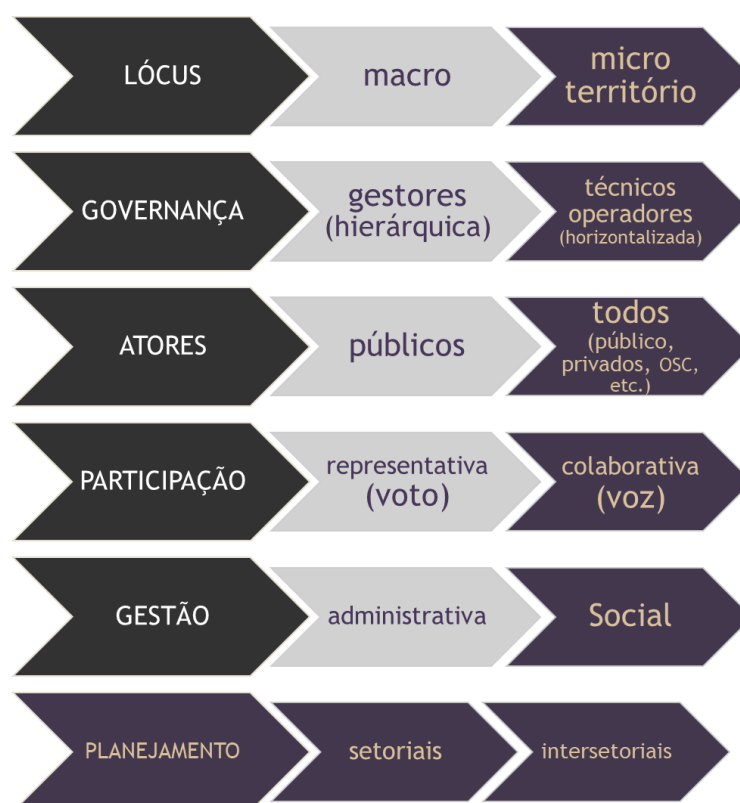 LÓCUS
macro
micro
território
GOVERNANÇA
gestores
(hierárquica)
técnicos
operadores
(horizontalizada)
ATORES
públicos
todos
(público,
privados, OSC,
etc.)
PARTICIPAÇÃO
representativa
(voto)
colaborativa
(voz)
GESTÃO
administrativa
Social
PLANEJAMENTO
setoriais
intersetoriais